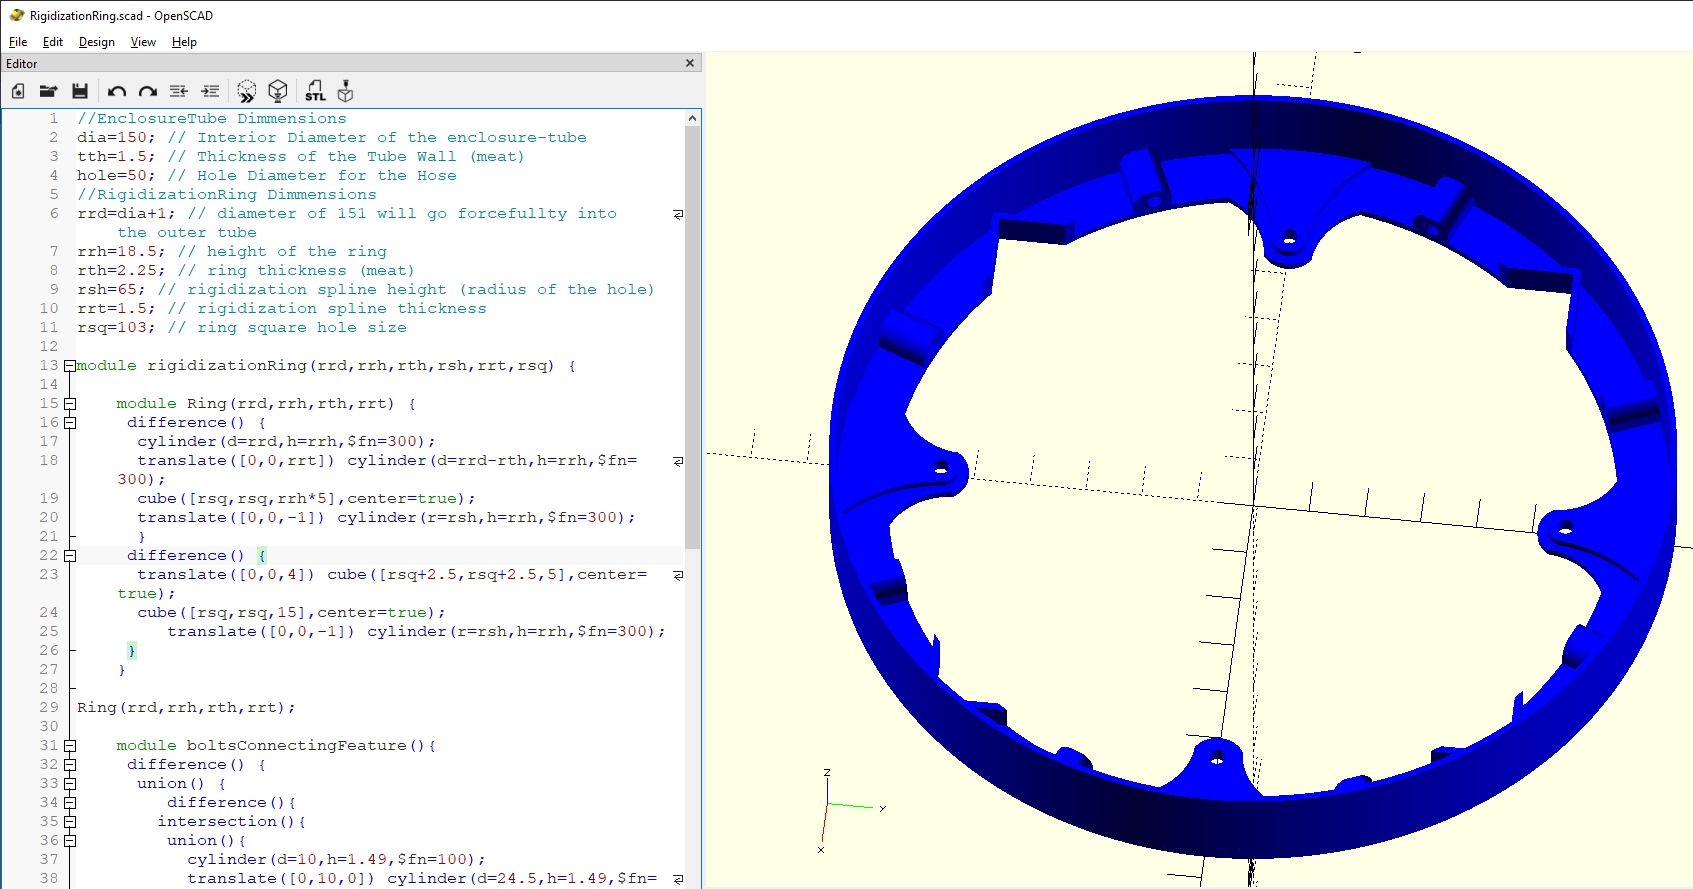 RigidizationRing.scad - OpenSCAD
File Edit Design View Help
Editor
STL
1 //EnclosureTube Dimmensions
2 dia=150; // Interior Diameter of the enclosure-tube
3 tth=1.5; // Thickness of the Tube Wall (meat)
4 hole=50; // Hole Diameter for the Hose
5 //RigidizationRing Dimmensions
6 rrd=dia+1; // diameter of 151 will go forcefullty into
the outer tube
7 rrh=18.5; // height of the ring
8 rth=2.25; // ring thickness (meat)
9 rsh=65; // rigidization spline height (radius of the hole)
10 rrt=1.5; // rigidization spline thickness
11 rsq=103; // ring square hole size
12
13 module rigidizationRing(rrd,rrh,rth,rsh,rrt,rsq) {
14
15 module Ring(rrd,rrh,rth,rrt) {
16 difference() {
17 cylinder(d=rrd,h=rrh,$fn=300);
18 translate([0,0,rrt]) cylinder(d=rrd-rth,h=rrh,$fn=
300);
19 cube([rsq,rsq,rrh*5],center=true);
20 translate([0,0,-1]) cylinder(r=rsh,h=rrh,$fn=300);
21 }
22 difference() {
23 translate([0,0,4]) cube([rsq+2.5,rsq+2.5,5],center=
true);
24 cube([rsq,rsq,15],center=true);
25 translate([0,0,-1]) cylinder(r=rsh,h=rrh,$fn=300);
26 }
27 }
28
29 Ring(rrd,rrh,rth,rrt);
30
31 module boltsConnectingFeature(){
32 difference() {
33 union() {
34 difference(){
35 intersection(){
36 union(){
37 cylinder(d=10,h=1.49,$fn=100);
38 translate([0,10,0]) cylinder(d=24.5,h=1.49,$fn=
z
y
x